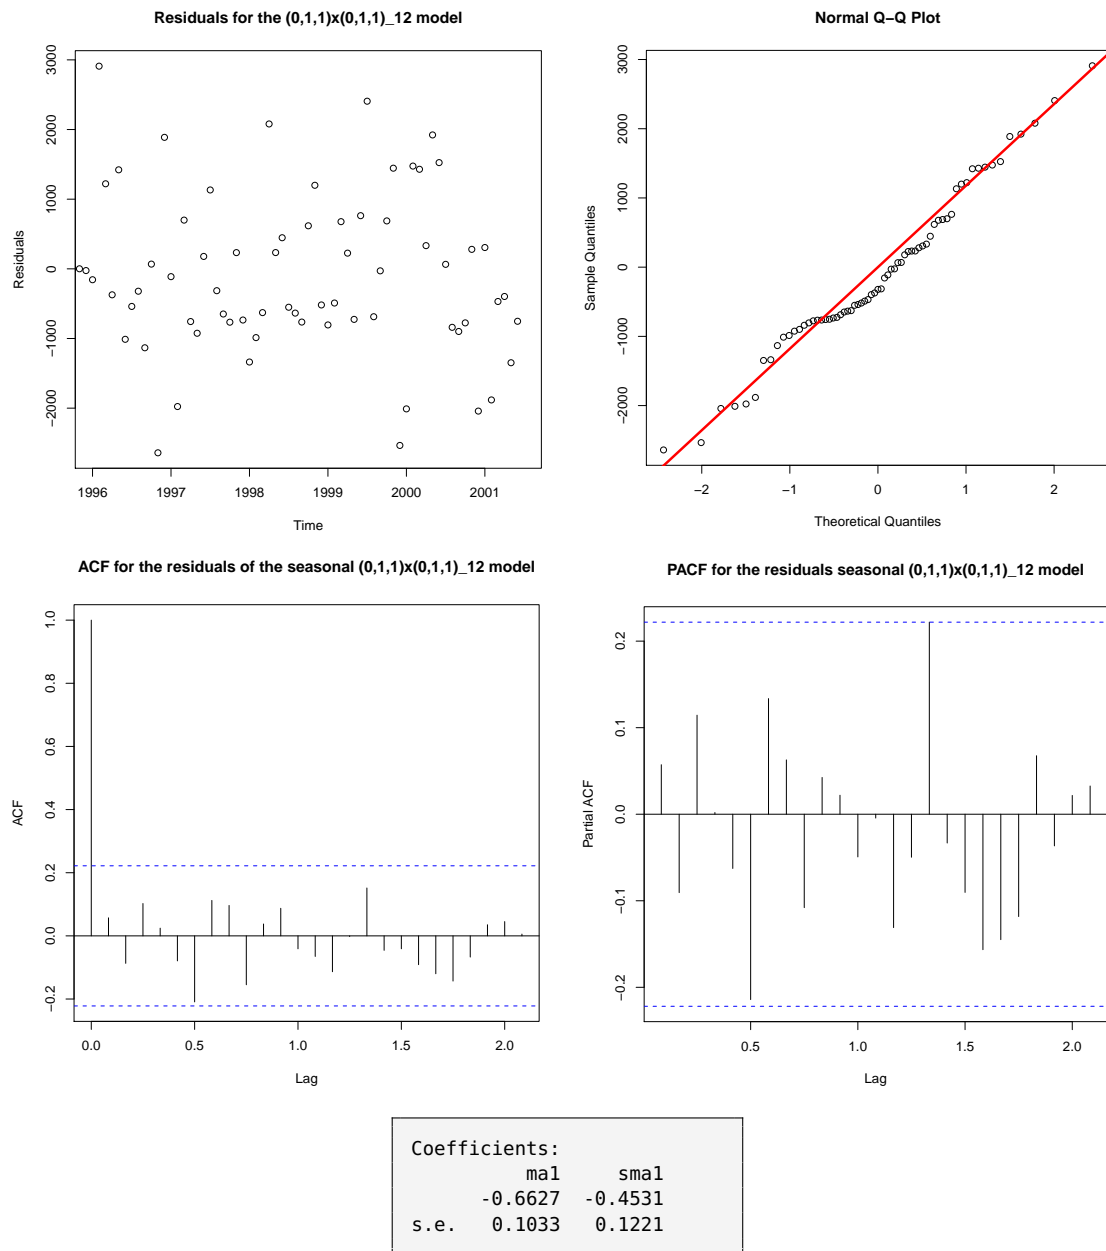 Residuals for the (0,1,1)x(0,1,1)_12 model
Residuals
3000
2000
1000
0
−1000
−2000
1996 1997 1998 1999 2000 2001
Time
Normal Q−Q Plot
Sample Quantiles
3000
2000
1000
0
−1000
−2000
−2 −1 0 1 2
Theoretical Quantiles
ACF for the residuals of the seasonal (0,1,1)x(0,1,1)_12 model
ACF
1.0
0.8
0.6
0.4
0.2
0.0
−0.2
0.0 0.5 1.0 1.5 2.0
Lag
PACF for the residuals seasonal (0,1,1)x(0,1,1)_12 model
Partial ACF
0.2
0.1
0.0
−0.1
−0.2
0.5 1.0 1.5 2.0
Lag
Coefficients:
ma1 sma1
-0.6627 -0.4531
s.e. 0.1033 0.1221